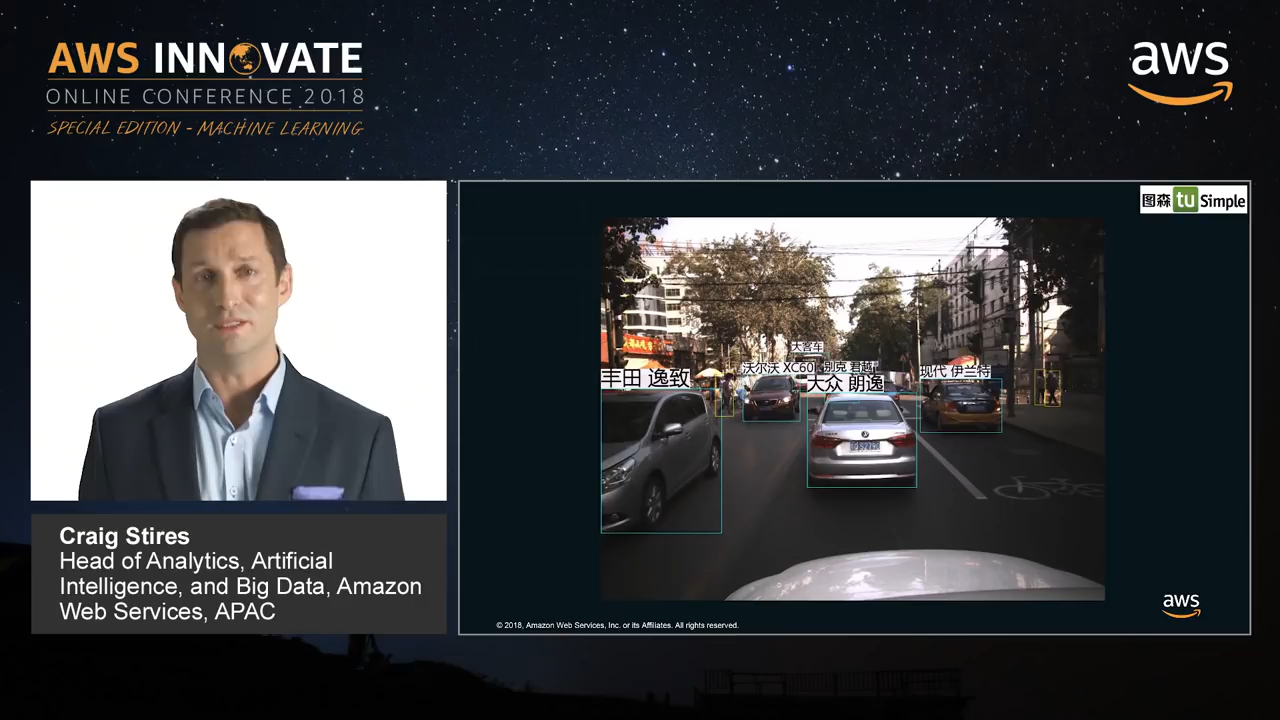 AWS INNOVATE
ONLINE CONFERENCE 2018
SPECIAL EDITION - MACHINE LEARNING
aws
图森 tu Simple
大客车
沃尔沃 XC60
别克 君越
丰田 逸致
大众 朗逸
现代 伊兰特
Craig Stires
Head of Analytics, Artificial
Intelligence, and Big Data, Amazon
Web Services, APAC
aws
© 2018, Amazon Web Services, Inc. or its Affiliates. All rights reserved.